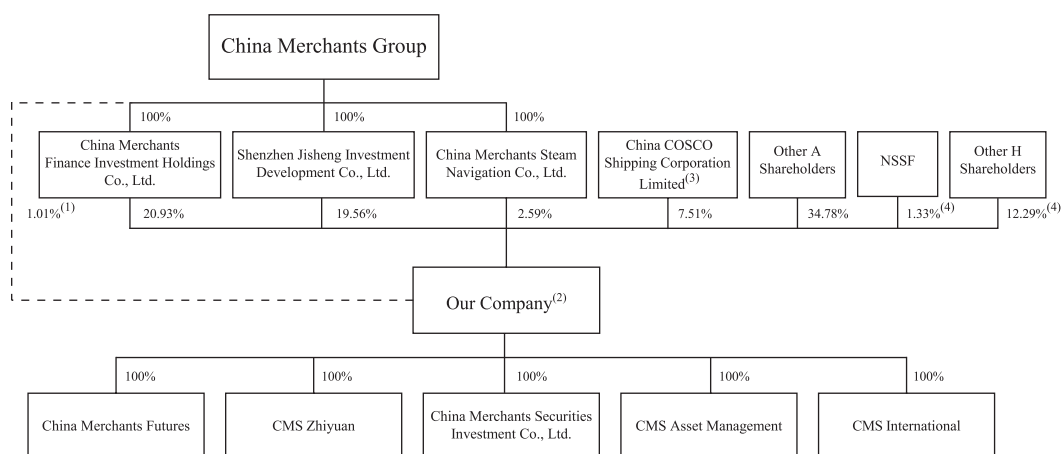 China Merchants Group
100%
100%
100%
China Merchants
Finance Investment Holdings
Co., Ltd.
Shenzhen Jisheng Investment
Development Co., Ltd.
China Merchants Steam
Navigation Co., Ltd.
China COSCO
Shipping Corporation
Limited(3)
Other A
Shareholders
NSSF
Other H
Shareholders
1.01%(1)
20.93%
19.56%
2.59%
7.51%
34.78%
1.33%(4)
12.29%(4)
Our Company(2)
100%
100%
100%
100%
100%
China Merchants Futures
CMS Zhiyuan
China Merchants Securities
Investment Co., Ltd.
CMS Asset Management
CMS International